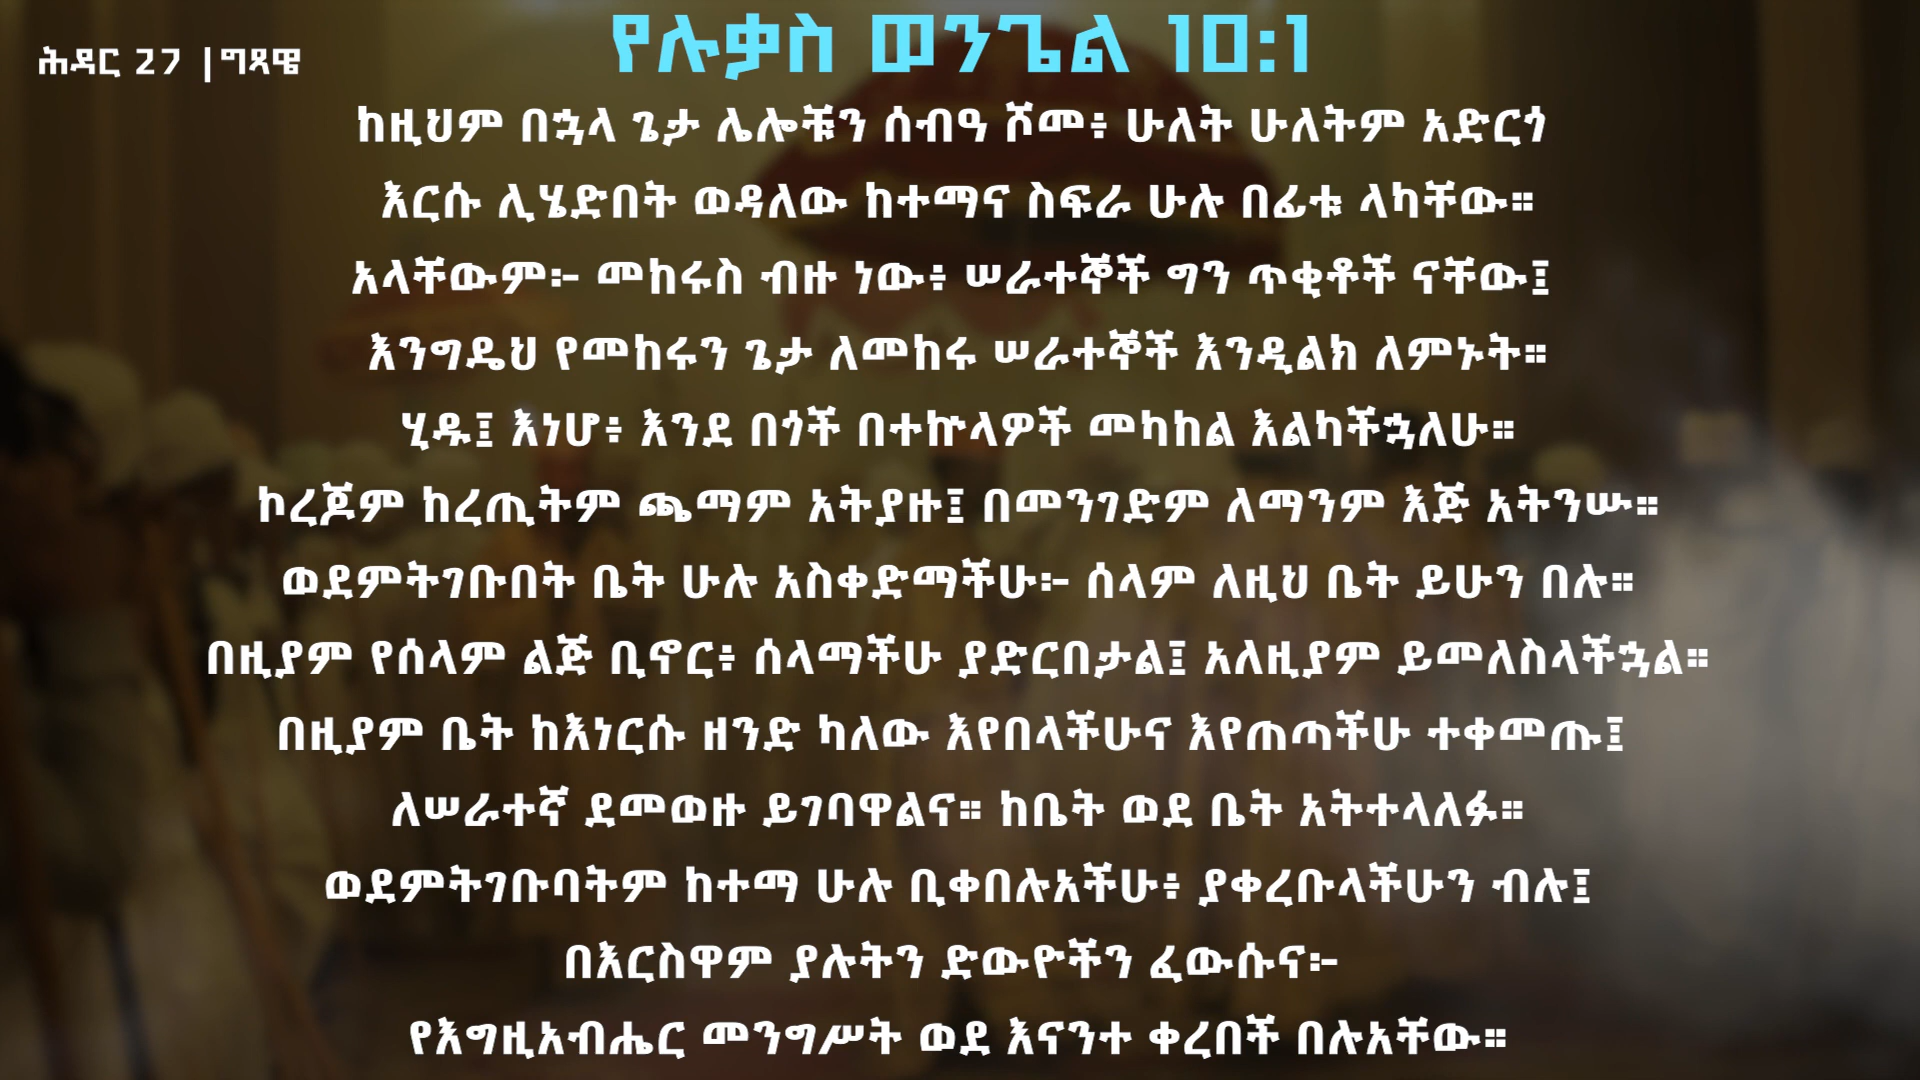 ሕዳር 27 |ግጻዌ
የሉቃስ ወንጌል 10:1
ከዚህም በኋላ ጌታ ሌሎቹን ሰብዓ ሾመ፥ ሁለት ሁለትም አድርጎ
እርሱ ሊሄድበት ወዳለው ከተማና ስፍራ ሁሉ በፊቱ ላካቸው።
አላቸውም፦ መከሩስ ብዙ ነው፥ ሠራተኞች ግን ጥቂቶች ናቸው፤
እንግዴህ የመከሩን ጌታ ለመከሩ ሠራተኞች እንዲልክ ለምኑት።
ሂዱ፤ እነሆ፥ እንደ በጎች በተኵላዎች መካከል እልካችኋለሁ።
ኮረጆም ከረጢትም ጫማም አትያዙ፤ በመንገድም ለማንም እጅ አትንሡ።
ወደምትገቡበት ቤት ሁሉ አስቀድማችሁ፦ ሰላም ለዚህ ቤት ይሁን በሉ።
በዚያም የሰላም ልጅ ቢኖር፥ ሰላማችሁ ያድርበታል፤ አለዚያም ይመለስላችኋል።
በዚያም ቤት ከእነርሱ ዘንድ ካለው እየበላችሁና እየጠጣችሁ ተቀመጡ፤
ለሠራተኛ ደመወዙ ይገባዋልና። ከቤት ወደ ቤት አትተላለፉ።
ወደምትገቡባትም ከተማ ሁሉ ቢቀበሉአችሁ፥ ያቀረቡላችሁን ብሉ፤
በእርስዋም ያሉትን ድውዮችን ፈውሱና፦
የእግዚአብሔር መንግሥት ወደ እናንተ ቀረበች በሉአቸው።